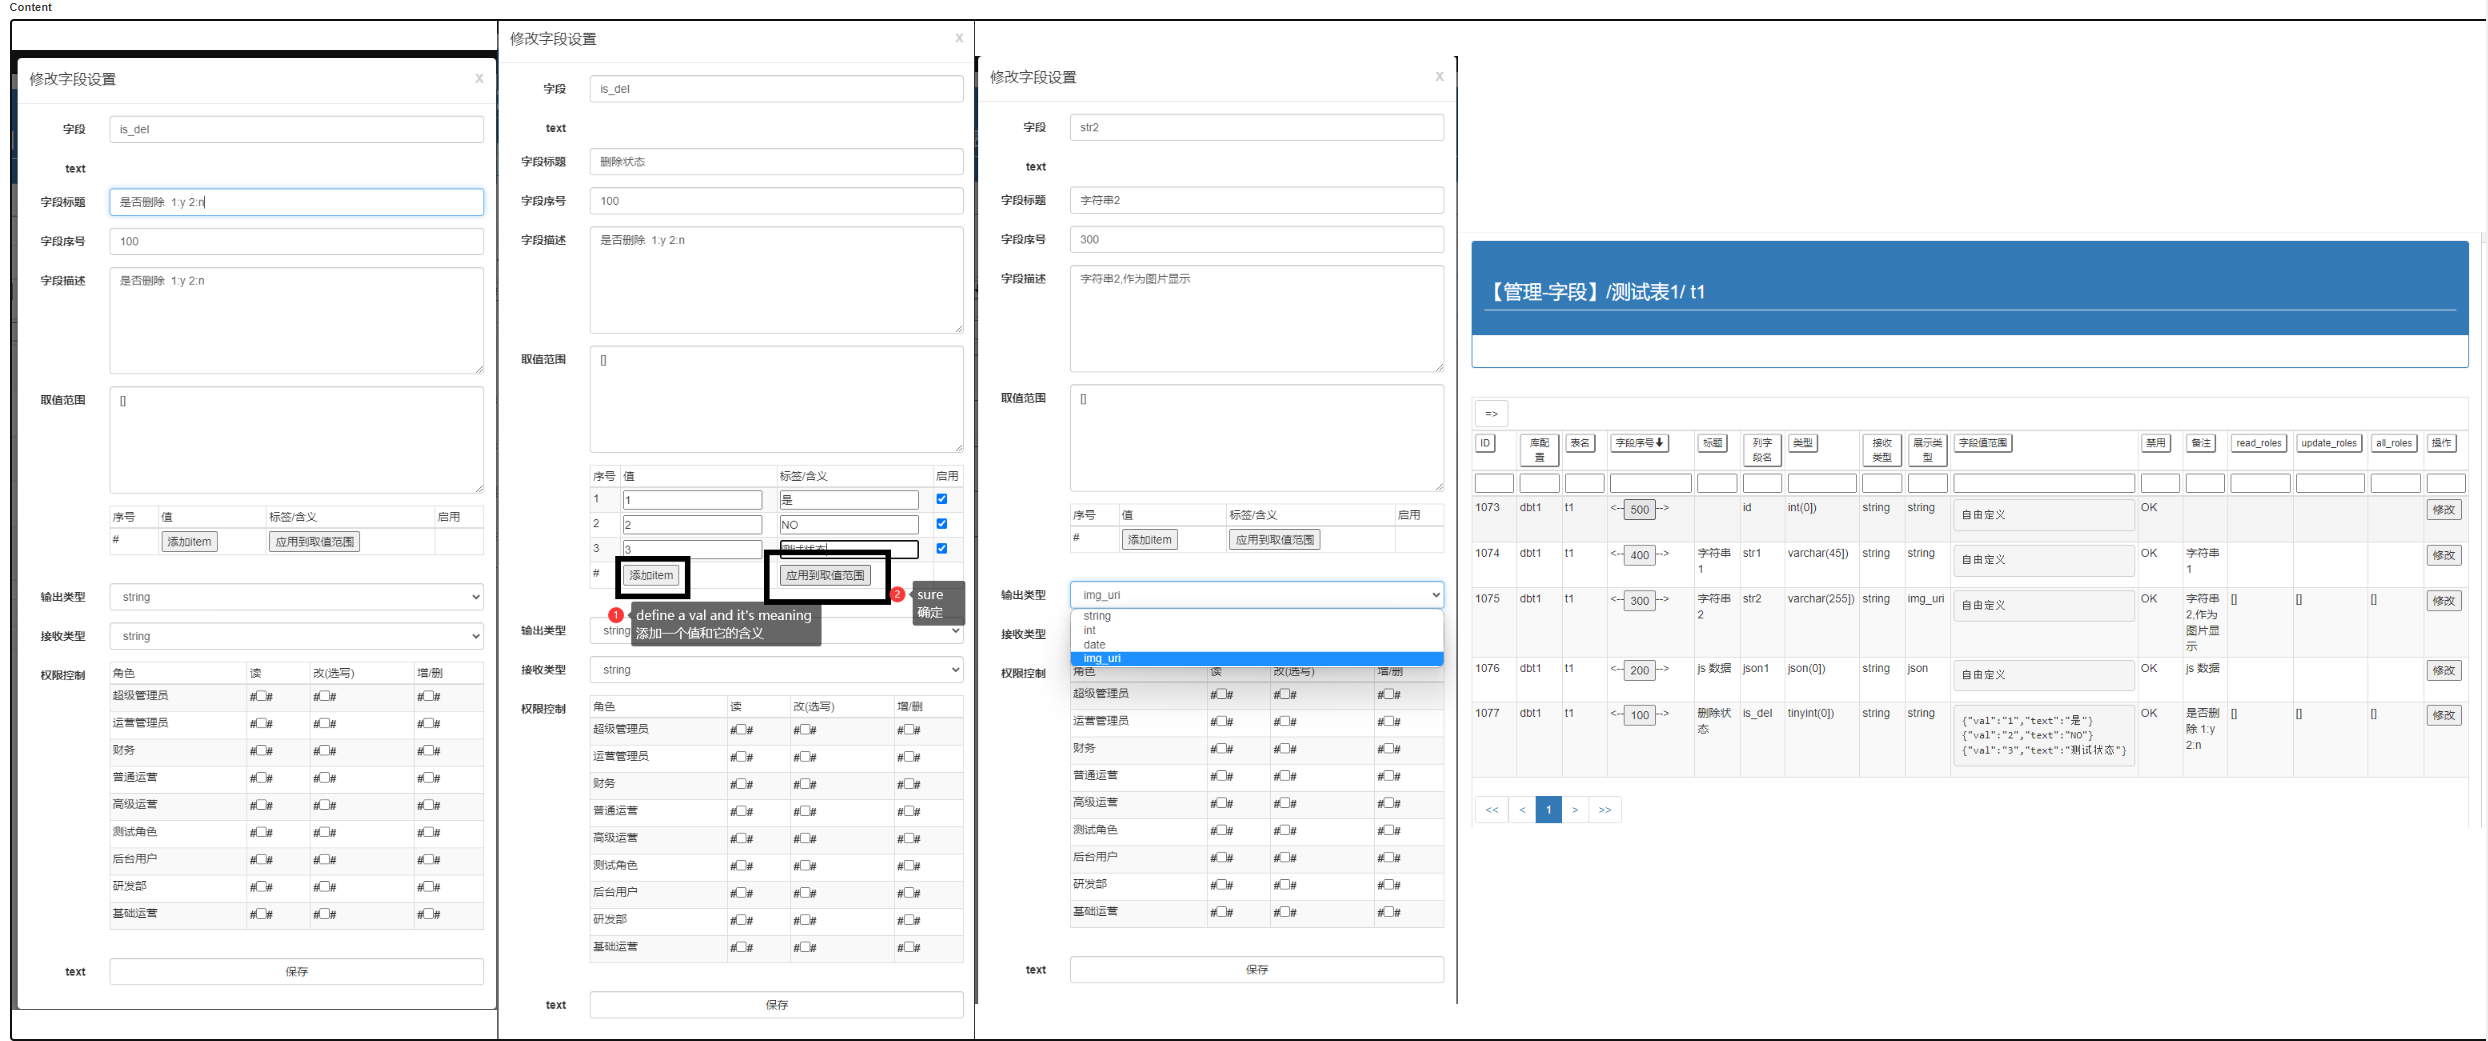 Content
修改字段设置 x
字段 is_del
text
字段标题 是否删除 1:y 2:n
字段序号 100
字段描述 是否删除 1:y 2:n
取值范围 []
序号 值 标签/含义 启用
# 添加item 应用到取值范围
输出类型 string
接收类型 string
权限控制 角色 读 改(选写) 增/删
超级管理员 ## ## ##
运营管理员 ## ## ##
财务 ## ## ##
普通运营 ## ## ##
高级运营 ## ## ##
测试角色 ## ## ##
后台用户 ## ## ##
研发部 ## ## ##
基础运营 ## ## ##
text 保存
修改字段设置 x
字段 is_del
text
字段标题 删除状态
字段序号 100
字段描述 是否删除 1:y 2:n
取值范围 []
序号 值 标签/含义 启用
1 1 是
2 2 NO
3 3 测试状态
# 添加item 应用到取值范围
1 define a val and it's meaning
添加一个值和它的含义
2 sure
确定
输出类型 string
接收类型 string
权限控制 角色 读 改(选写) 增/删
超级管理员 ## ## ##
运营管理员 ## ## ##
财务 ## ## ##
普通运营 ## ## ##
高级运营 ## ## ##
测试角色 ## ## ##
后台用户 ## ## ##
研发部 ## ## ##
基础运营 ## ## ##
text 保存
修改字段设置 x
字段 str2
text
字段标题 字符串2
字段序号 300
字段描述 字符串2,作为图片显示
取值范围 []
序号 值 标签/含义 启用
# 添加item 应用到取值范围
输出类型 img_uri
string
int
date
img_uri
接收类型
权限控制 角色 读 改(选写) 增/删
超级管理员 ## ## ##
运营管理员 ## ## ##
财务 ## ## ##
普通运营 ## ## ##
高级运营 ## ## ##
测试角色 ## ## ##
后台用户 ## ## ##
研发部 ## ## ##
基础运营 ## ## ##
text 保存
【管理-字段】/测试表1/ t1
=>
ID 库配置 表名 字段序号↓ 标题 列字段名 类型 接收类型 展示类型 字段值范围 禁用 备注 read_roles update_roles all_roles 操作
1073 dbt1 t1 <-- 500 --> id int(0]) string string 自由定义 OK 修改
1074 dbt1 t1 <-- 400 --> 字符串1 str1 varchar(45]) string string 自由定义 OK 字符串1 修改
1075 dbt1 t1 <-- 300 --> 字符串2 str2 varchar(255]) string img_uri 自由定义 OK 字符串2,作为图片显示 [] [] [] 修改
1076 dbt1 t1 <-- 200 --> js 数据 json1 json(0]) string json 自由定义 OK js 数据 修改
1077 dbt1 t1 <-- 100 --> 删除状态 is_del tinyint(0]) string string {"val":"1","text":"是"} OK 是否删除 1:y 2:n [] [] [] 修改
{"val":"2","text":"NO"}
{"val":"3","text":"测试状态"}
<< < 1 > >>